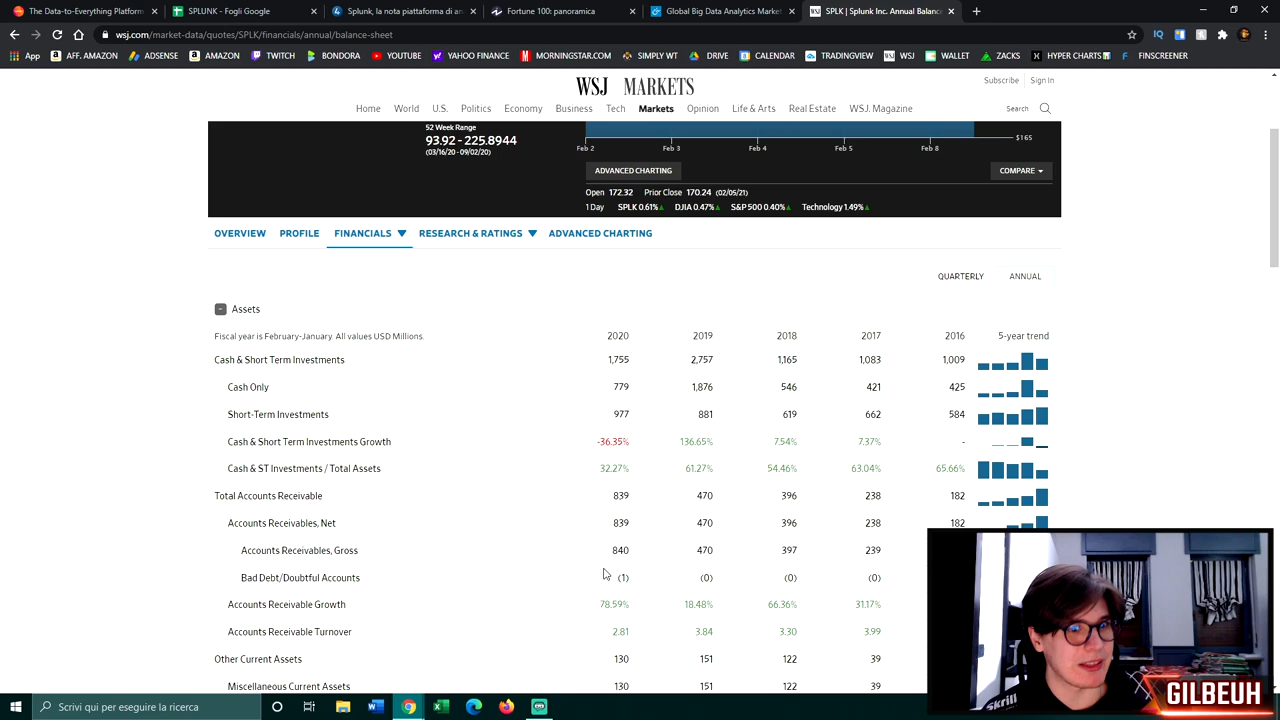 The Data-to-Everything Platform
SPLUNK - Fogli Google
Splunk, la nota piattaforma di an
Fortune 100: panoramica
Global Big Data Analytics Market
SPLK | Splunk Inc. Annual Balanc
wsj.com/market-data/quotes/SPLK/financials/annual/balance-sheet
App AFF. AMAZON ADSENSE AMAZON TWITCH BONDORA YOUTUBE YAHOO FINANCE MORNINGSTAR.COM SIMPLY WT DRIVE CALENDAR TRADINGVIEW WSJ WALLET ZACKS HYPER CHARTS FINSCREENER
WSJ MARKETS
Subscribe Sign In
Home World U.S. Politics Economy Business Tech Markets Opinion Life & Arts Real Estate WSJ. Magazine Search
52 Week Range
93.92 - 225.8944
(03/16/20 - 09/02/20)
$165
Feb 2 Feb 3 Feb 4 Feb 5 Feb 8
ADVANCED CHARTING COMPARE
Open 172.32 Prior Close 170.24 (02/05/21)
1 Day SPLK 0.61% DJIA 0.47% S&P 500 0.40% Technology 1.49%
OVERVIEW PROFILE FINANCIALS RESEARCH & RATINGS ADVANCED CHARTING
QUARTERLY ANNUAL
Assets
Fiscal year is February-January. All values USD Millions. 2020 2019 2018 2017 2016 5-year trend
Cash & Short Term Investments 1,755 2,757 1,165 1,083 1,009
Cash Only 779 1,876 546 421 425
Short-Term Investments 977 881 619 662 584
Cash & Short Term Investments Growth -36.35% 136.65% 7.54% 7.37% -
Cash & ST Investments / Total Assets 32.27% 61.27% 54.46% 63.04% 65.66%
Total Accounts Receivable 839 470 396 238 182
Accounts Receivables, Net 839 470 396 238 182
Accounts Receivables, Gross 840 470 397 239
Bad Debt/Doubtful Accounts (1) (0) (0) (0)
Accounts Receivable Growth 78.59% 18.48% 66.36% 31.17%
Accounts Receivable Turnover 2.81 3.84 3.30 3.99
Other Current Assets 130 151 122 39
Miscellaneous Current Assets 130 151 122 39
Skrill
GILBEUH
Scrivi qui per eseguire la ricerca